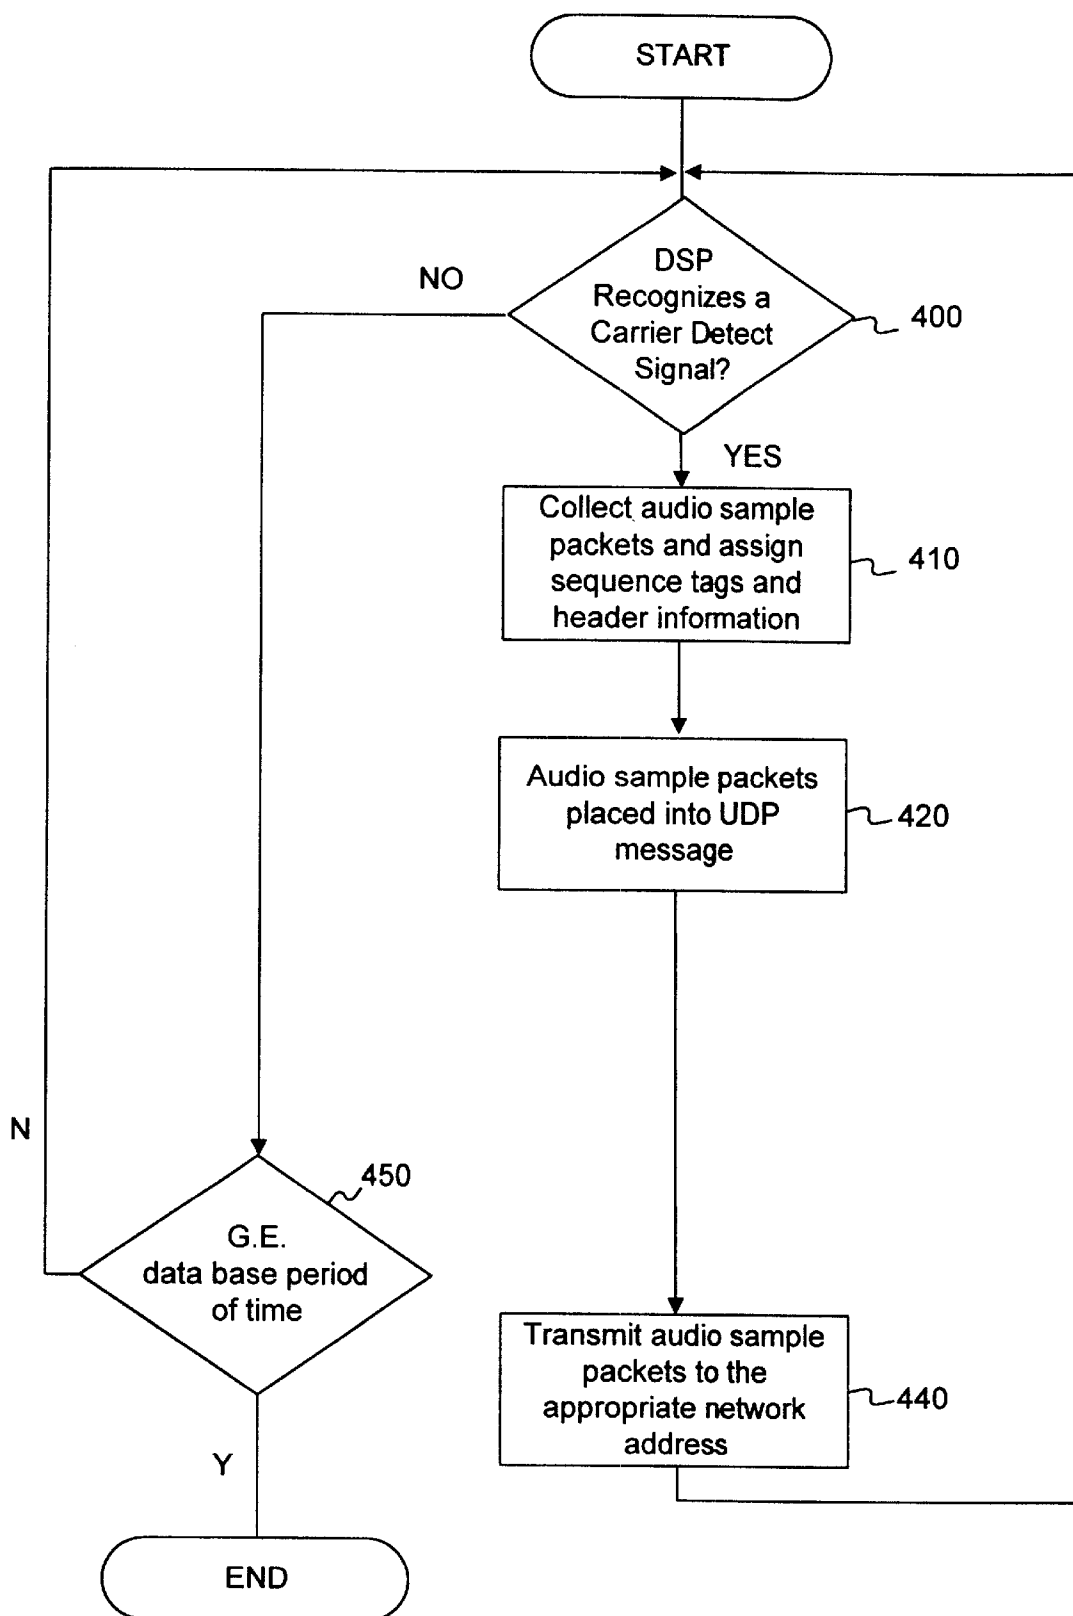 START
NO
DSP
Recognizes a
Carrier Detect
Signal?
400
YES
Collect audio sample
packets and assign
sequence tags and
header information
410
Audio sample packets
placed into UDP
message
420
N
450
G.E.
data base period
of time
Transmit audio sample
packets to the
appropriate network
address
440
Y
END